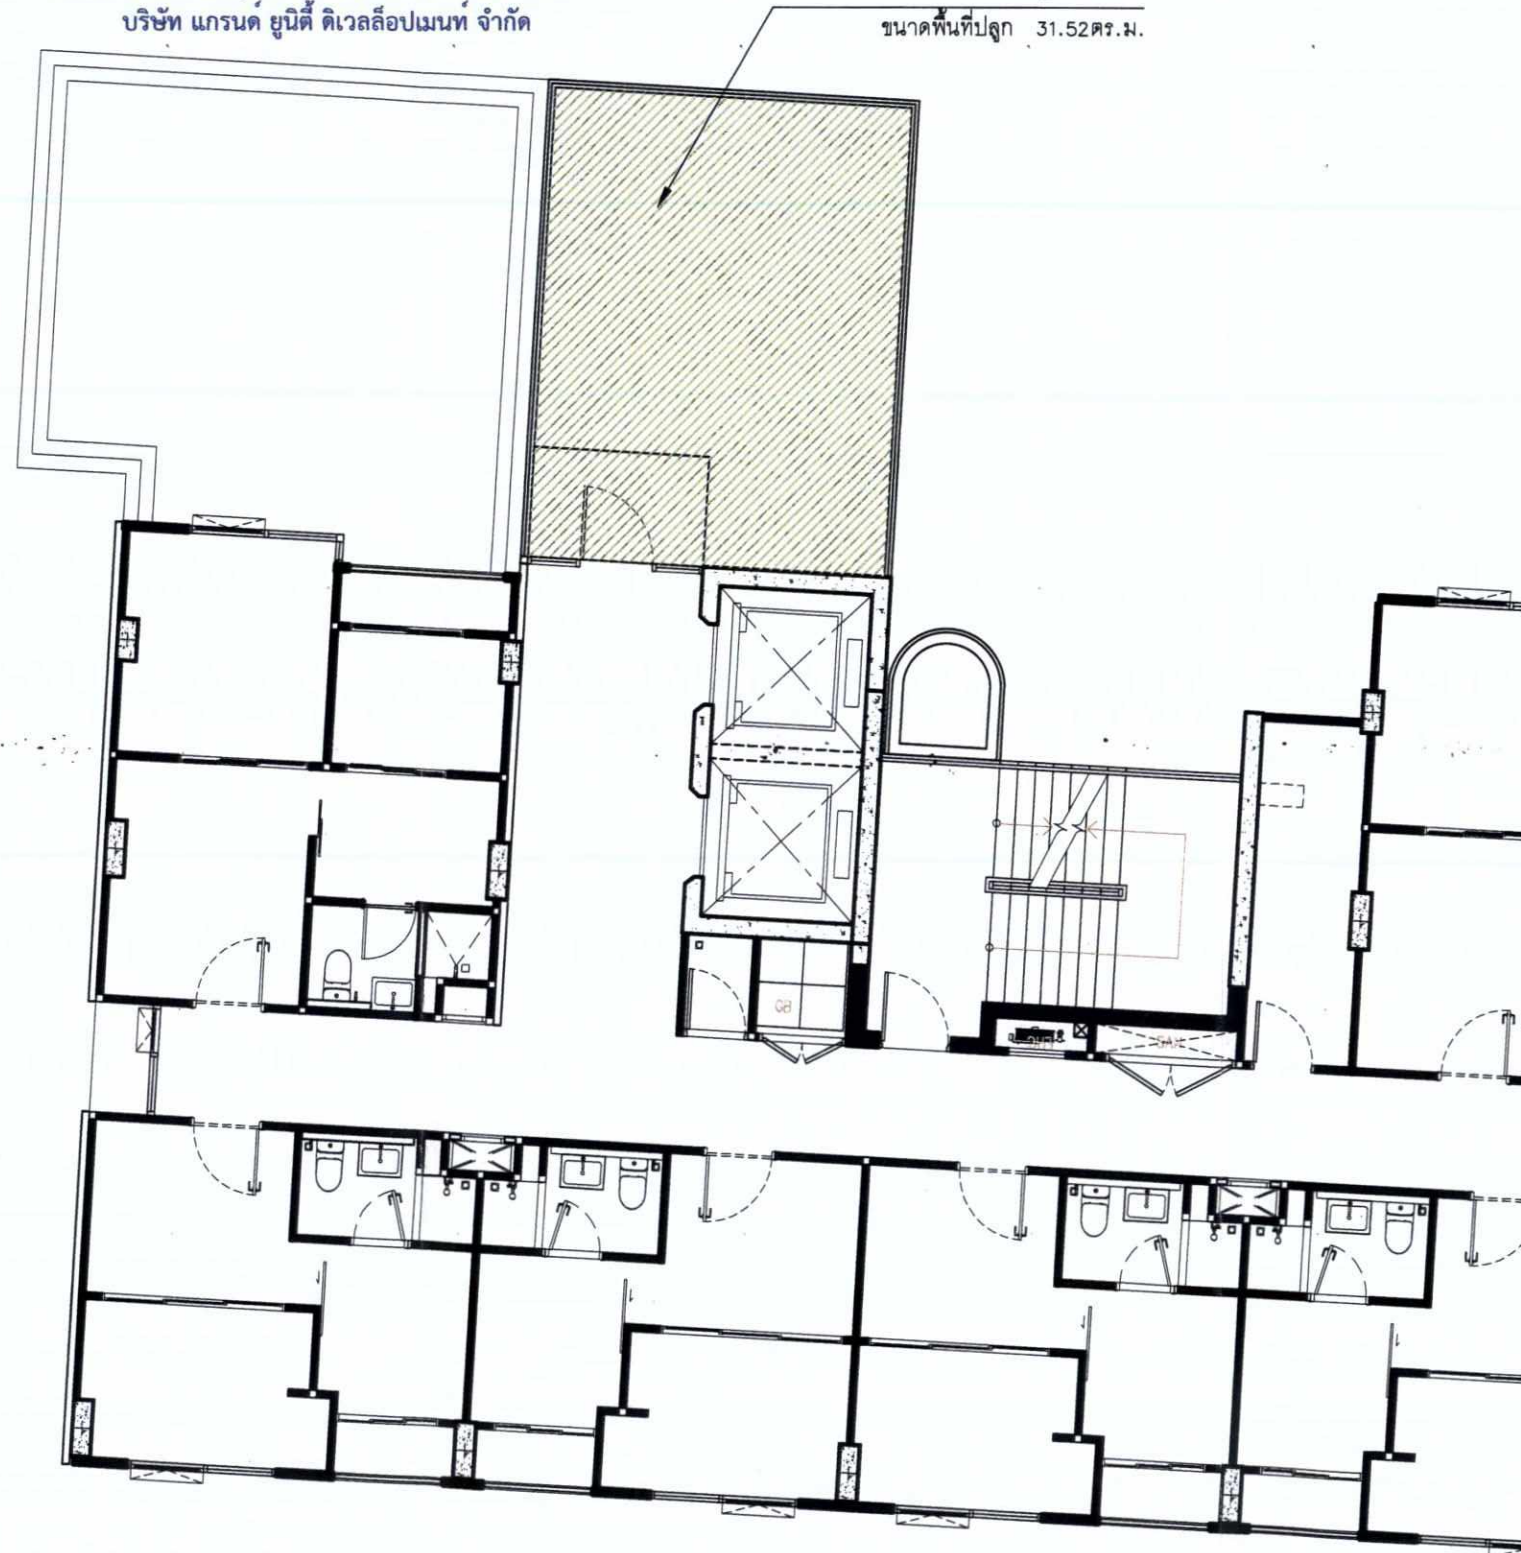 บริษัท แกรนด์ ยูนิตี้ ดิเวลล็อปเมนท์ จำกัด
ขนาดพื้นที่ปลูก 31.52ตร.ม.